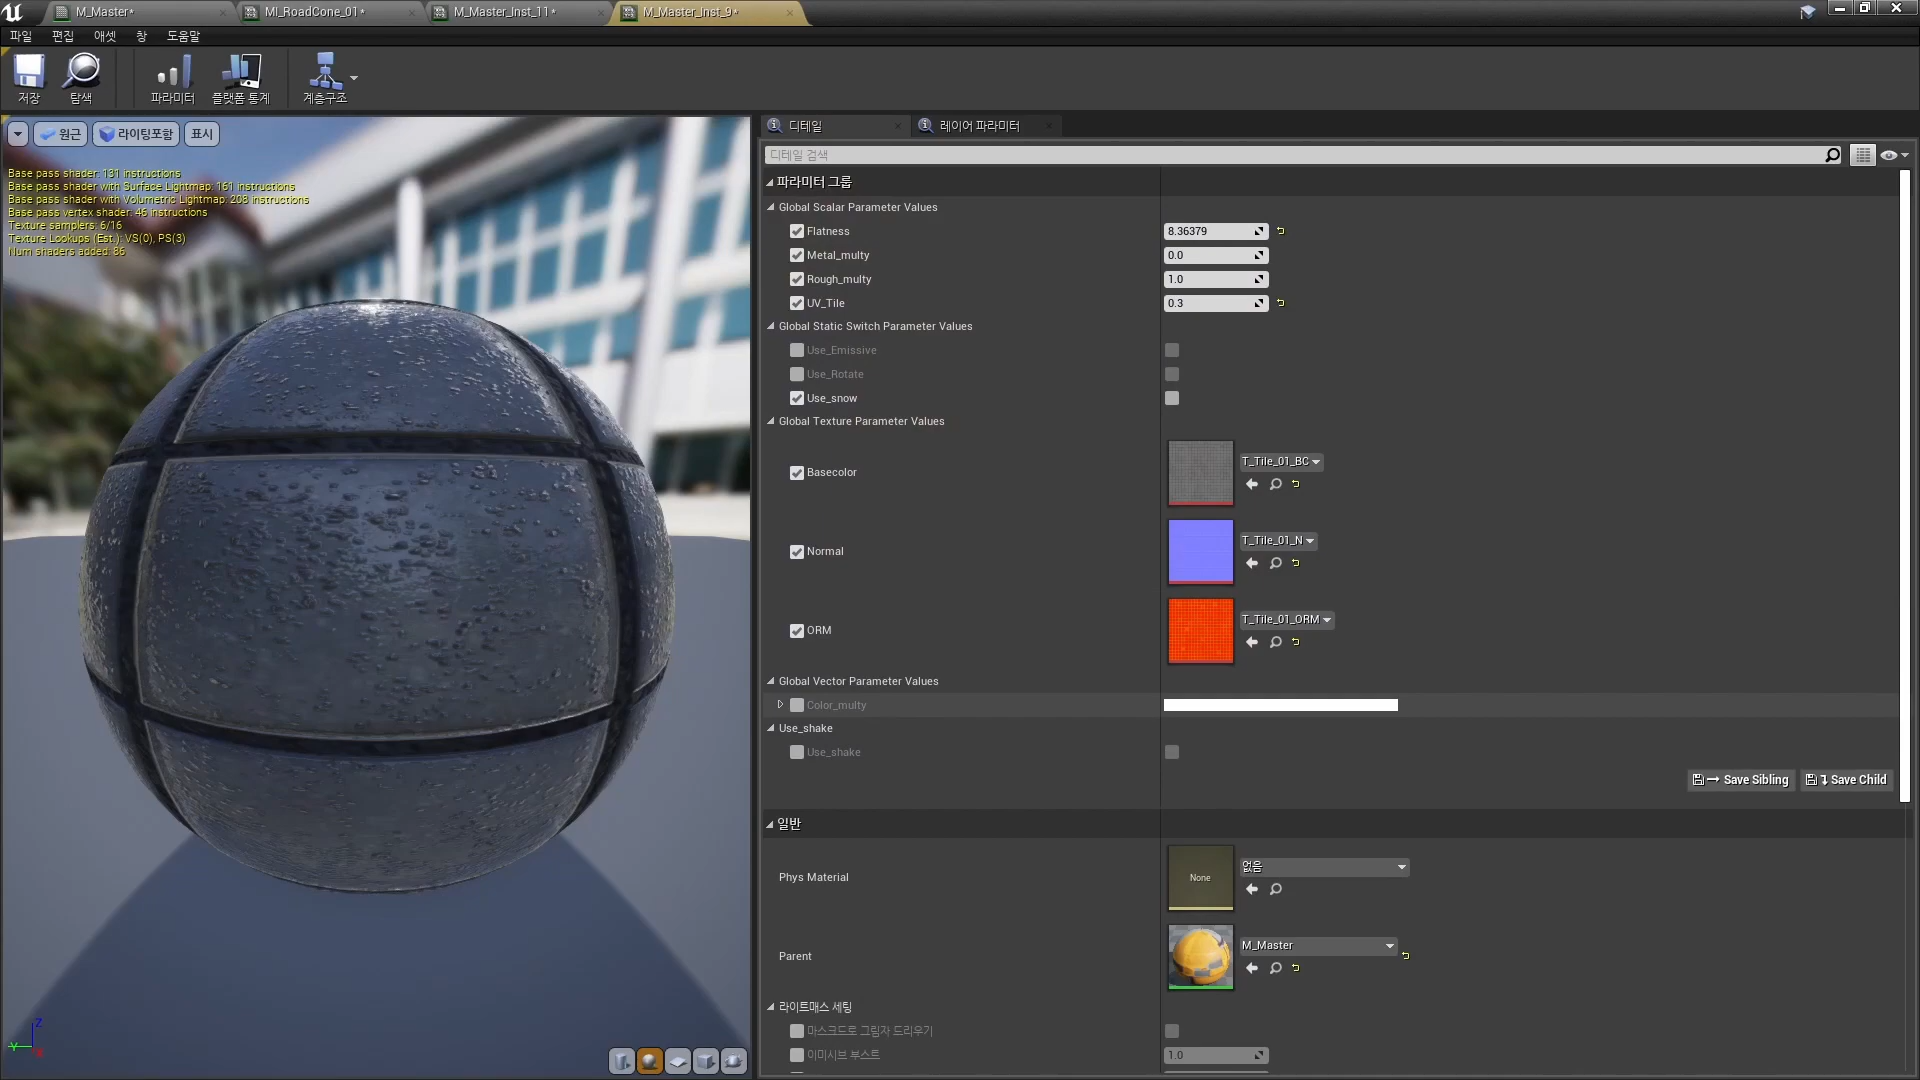 M_Master*
MI_RoadCone_01*
M_Master_Inst_11*
M_Master_Inst_9*
파일 편집 애셋 창 도움말
저장 탐색 파라미터 플랫폼 통계 계층구조
원근 라이팅포함 표시
Base pass shader: 131 instructions
Base pass shader with Surface Lightmap: 161 instructions
Base pass shader with Volumetric Lightmap: 208 instructions
Base pass vertex shader: 46 instructions
Texture samplers: 6/16
Texture Lookups (Est.): VS(0), PS(3)
Num shaders added: 86
디테일 레이어 파라미터
디테일 검색
파라미터 그룹
Global Scalar Parameter Values
Flatness 8.36379
Metal_multy 0.0
Rough_multy 1.0
UV_Tile 0.3
Global Static Switch Parameter Values
Use_Emissive
Use_Rotate
Use_snow
Global Texture Parameter Values
Basecolor T_Tile_01_BC
Normal T_Tile_01_N
ORM T_Tile_01_ORM
Global Vector Parameter Values
Color_multy
Use_shake
Use_shake
Save Sibling Save Child
일반
Phys Material None 없음
Parent M_Master
라이트매스 세팅
마스크드로 그림자 드리우기
이미시브 부스트 1.0
Z
Y
X